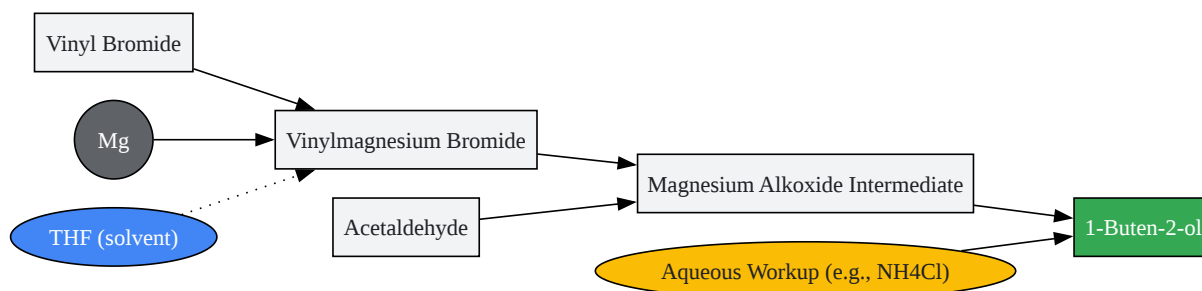 Vinyl Bromide
Mg
Vinylmagnesium Bromide
THF (solvent)
Acetaldehyde
Magnesium Alkoxide Intermediate
Aqueous Workup (e.g., NH4Cl)
1-Buten-2-ol